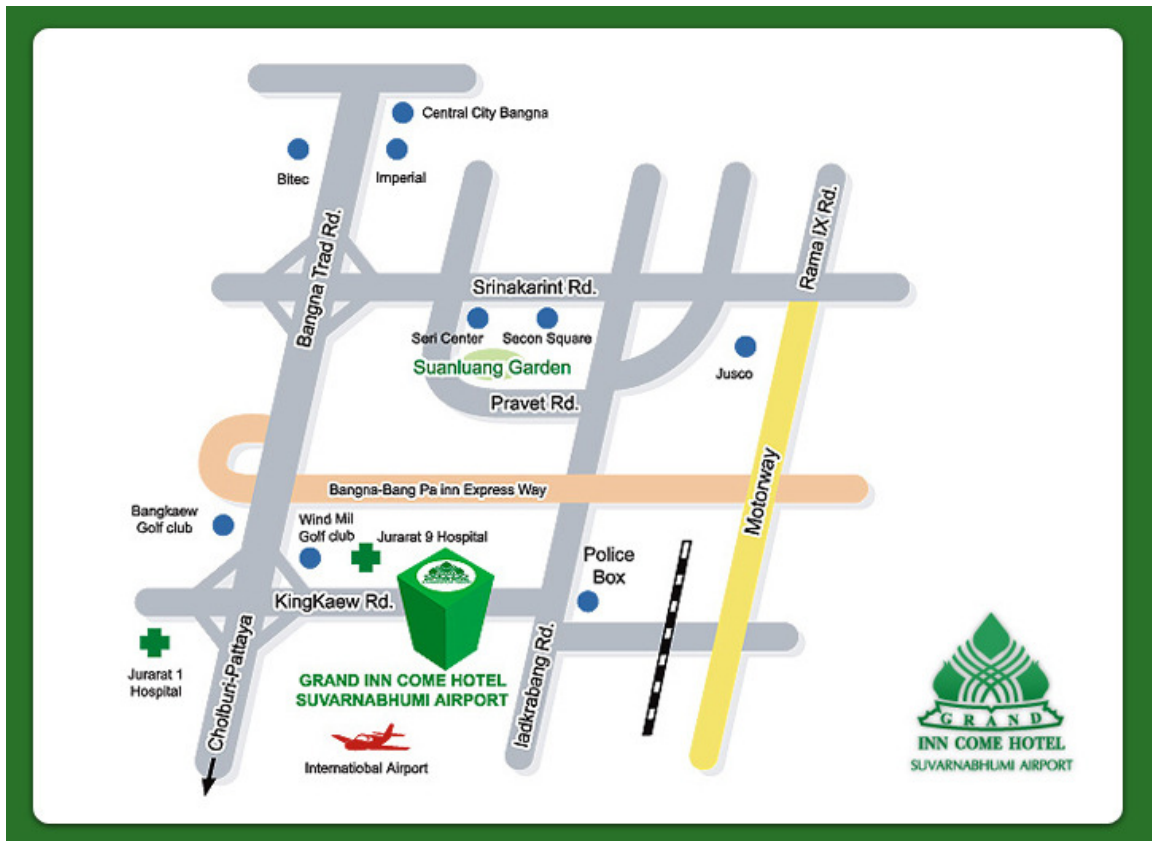 Central City Bangna
Bitec
Imperial
Bangna Trad Rd.
Rama IX Rd.
Srinakarint Rd.
Seri Center
Secon Square
Jusco
Suanluang Garden
Pravet Rd.
Motorway
Bangna-Bang Pa inn Express Way
Bangkaew
Golf club
Wind Mil
Golf club
Jurarat 9 Hospital
Police
Box
KingKaew Rd.
Jurarat 1
Hospital
Cholburi-Pattaya
GRAND INN COME HOTEL
SUVARNABHUMI AIRPORT
ladkrabang Rd.
Internatiobal Airport
GRAND
INN COME HOTEL
SUVARNABHUMI AIRPORT